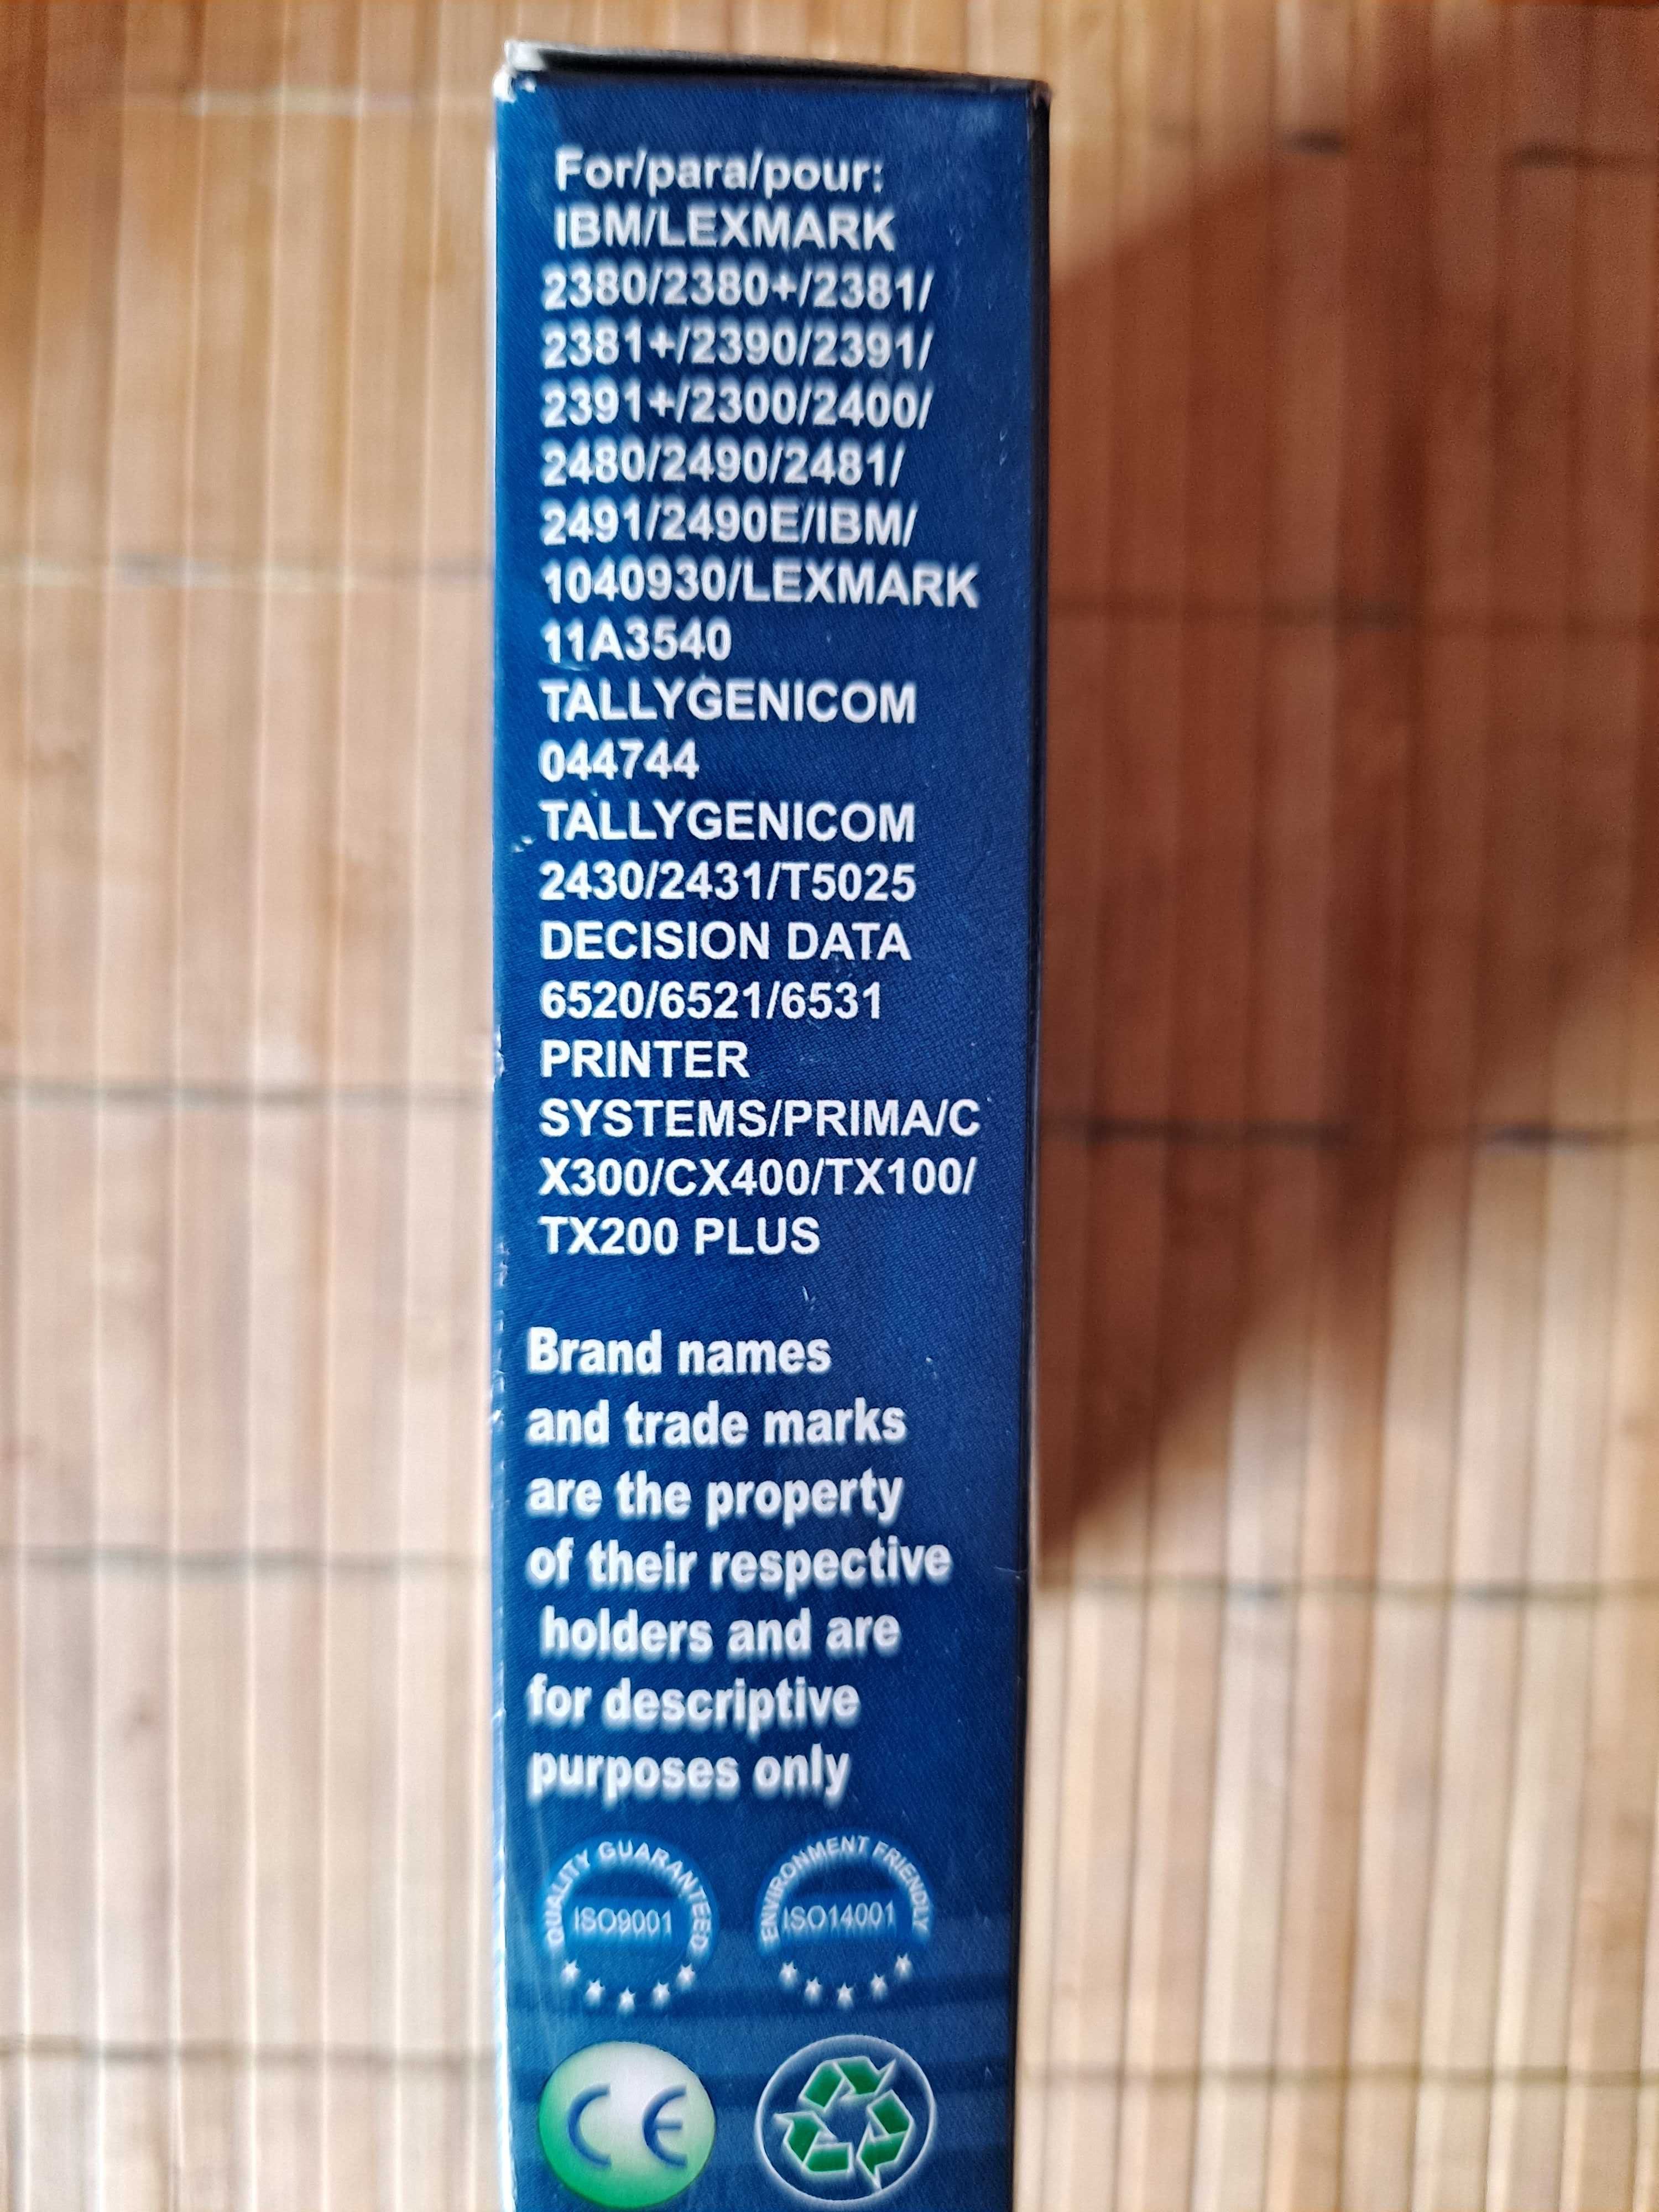 For/para/pour:
IBM/LEXMARK
2380/2380+/2381/
2381+/2390/2391/
2391+/2300/2400/
2480/2490/2481/
2491/2490E/IBM/
1040930/LEXMARK
11A3540
TALLYGENICOM
044744
TALLYGENICOM
2430/2431/T5025
DECISION DATA
6520/6521/6531
PRINTER
SYSTEMS/PRIMA/C
X300/CX400/TX100/
TX200 PLUS
Brand names
and trade marks
are the property
of their respective
holders and are
for descriptive
purposes only
QUALITY GUARANTEED
ISO9001
ENVIRONMENT FRIENDLY
ISO14001
CE